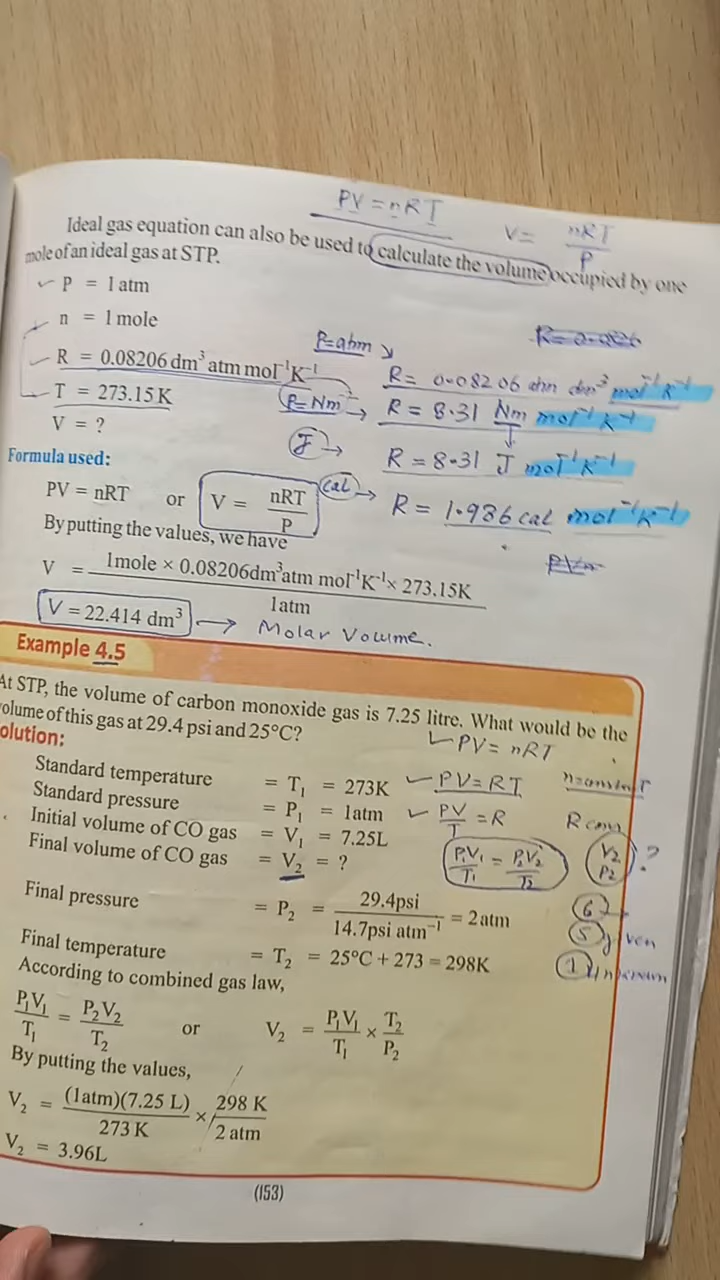 PV = nRT
V = nRT / P
Ideal gas equation can also be used to calculate the volume occupied by one
mole of an ideal gas at STP.
P = 1 atm
n = 1 mole
R = 0.08206 dm³ atm mol⁻¹K⁻¹
T = 273.15 K
V = ?
P=atm
R= 0.08206 atm dm³ mol⁻¹ K⁻¹
P=Nm⁻² → R = 8.31 Nm mol⁻¹ K⁻¹
J → R = 8.31 J mol⁻¹ K⁻¹
Cal → R = 1.986 cal mol⁻¹ K⁻¹
Formula used:
PV = nRT or V = nRT / P
By putting the values, we have
V = 1mole × 0.08206dm³atm mol⁻¹K⁻¹ × 273.15K / 1atm
V = 22.414 dm³ → Molar Volume.
Example 4.5
At STP, the volume of carbon monoxide gas is 7.25 litre. What would be the
volume of this gas at 29.4 psi and 25°C?
olution:
PV = nRT
Standard temperature = T₁ = 273K
PV = RT n=constant
Standard pressure = P₁ = 1atm
PV / T = R
Initial volume of CO gas = V₁ = 7.25L
Final volume of CO gas = V₂ = ?
P₁V₁ / T₁ = P₂V₂ / T₂
V₂ P₂ ?
Final pressure = P₂ = 29.4psi / 14.7psi atm⁻¹ = 2atm
6
5 given
1 Unknown
Final temperature = T₂ = 25°C + 273 = 298K
According to combined gas law,
P₁V₁ / T₁ = P₂V₂ / T₂ or V₂ = P₁V₁ / T₁ × T₂ / P₂
By putting the values,
V₂ = (1atm)(7.25 L) / 273 K × 298 K / 2 atm
V₂ = 3.96L
(153)